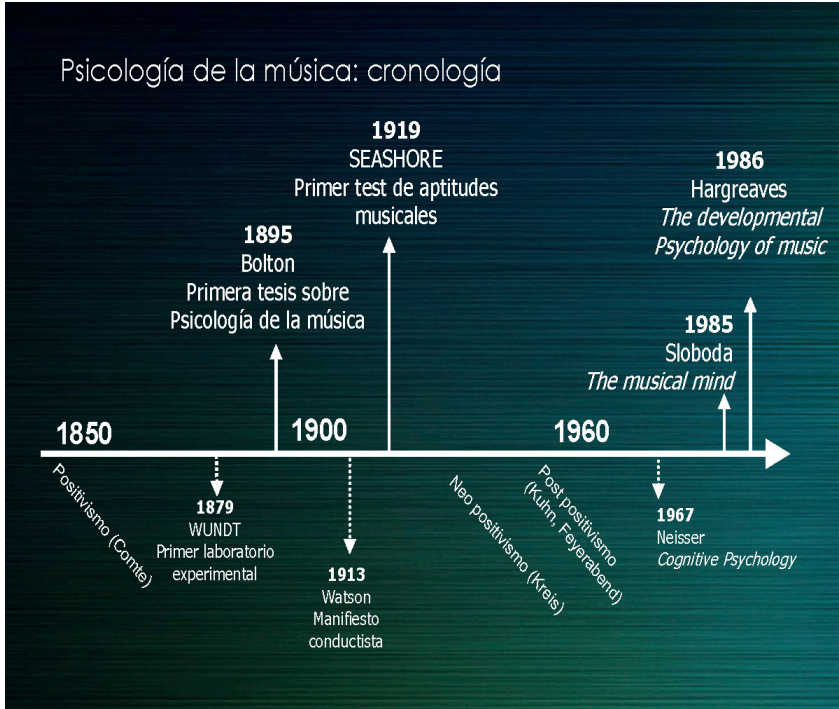 Psicología de la música: cronología
1919
SEASHORE
Primer test de aptitudes
musicales
1986
Hargreaves
The developmental
Psychology of music
1895
Bolton
Primera tesis sobre
Psicología de la música
1985
Sloboda
The musical mind
1850
1900
1960
Positivismo (Comte)
1879
WUNDT
Primer laboratorio
experimental
1913
Watson
Manifiesto
conductista
Neo positivismo (Kreis)
Post positivismo
(Kuhn, Feyerabend)
1967
Neisser
Cognitive Psychology